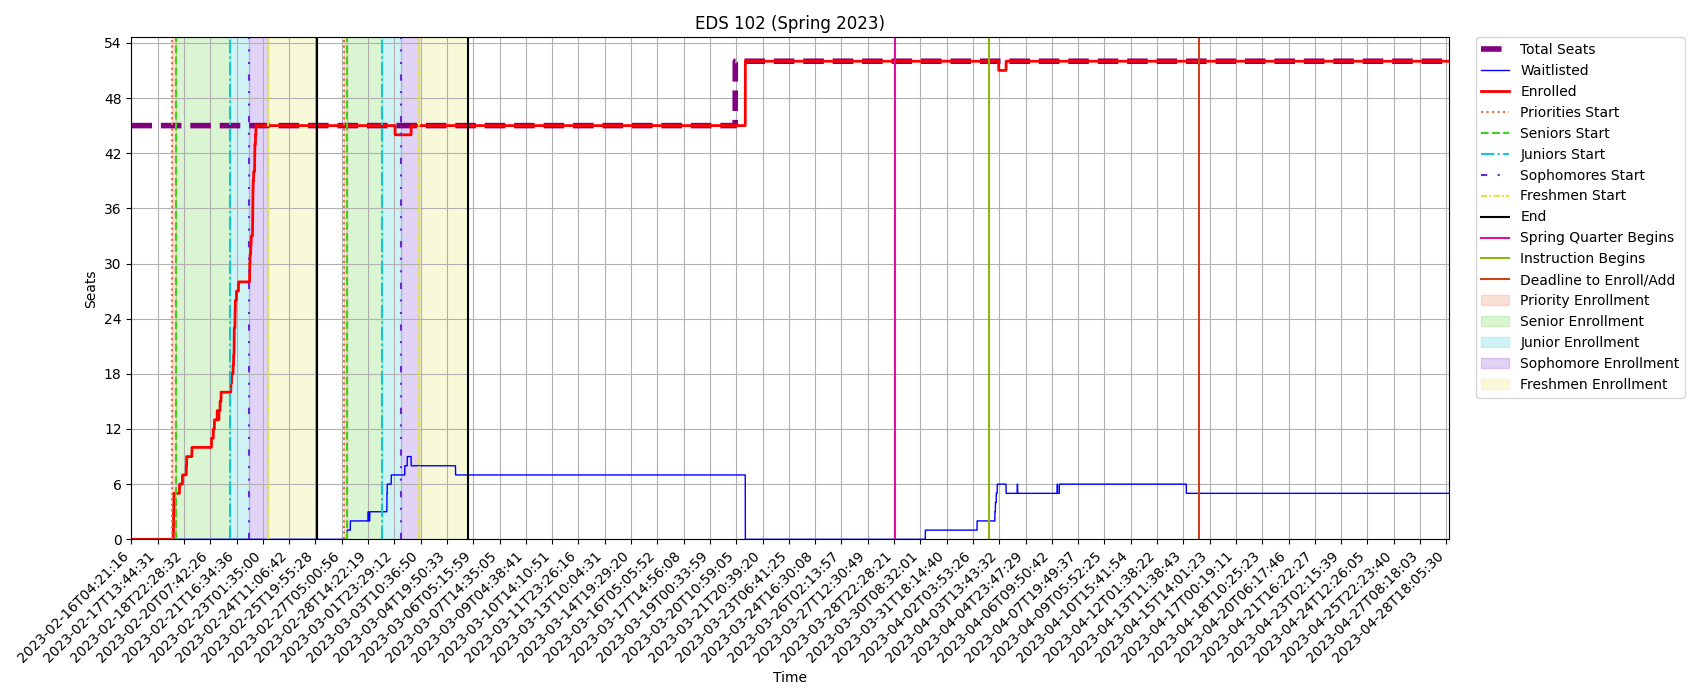 EDS 102 (Spring 2023)
54
48
42
36
30
24
18
12
6
0
Seats
2023-02-16T04:21:16
2023-02-17T13:44:31
2023-02-18T22:28:32
2023-02-20T07:42:26
2023-02-21T16:34:36
2023-02-23T01:35:00
2023-02-24T11:06:42
2023-02-25T19:55:28
2023-02-27T05:00:56
2023-02-28T14:22:19
2023-03-01T23:29:12
2023-03-03T10:36:50
2023-03-04T19:50:33
2023-03-06T05:15:59
2023-03-07T14:35:05
2023-03-09T04:38:41
2023-03-10T14:10:51
2023-03-11T23:26:16
2023-03-13T10:04:31
2023-03-14T19:29:20
2023-03-16T05:05:52
2023-03-17T14:56:08
2023-03-19T00:33:59
2023-03-20T10:59:05
2023-03-21T20:39:20
2023-03-23T06:41:25
2023-03-24T16:30:08
2023-03-26T02:13:57
2023-03-27T12:30:49
2023-03-28T22:28:21
2023-03-30T08:32:01
2023-03-31T18:14:40
2023-04-02T03:53:26
2023-04-03T13:43:32
2023-04-04T23:47:29
2023-04-06T09:50:42
2023-04-07T19:49:37
2023-04-09T05:52:25
2023-04-10T15:41:54
2023-04-12T01:38:22
2023-04-13T11:38:43
2023-04-15T14:01:23
2023-04-17T00:19:11
2023-04-18T10:25:23
2023-04-20T06:17:46
2023-04-21T16:22:27
2023-04-23T02:15:39
2023-04-24T12:26:05
2023-04-25T22:23:40
2023-04-27T08:18:03
2023-04-28T18:05:30
Time
Total Seats
Waitlisted
Enrolled
Priorities Start
Seniors Start
Juniors Start
Sophomores Start
Freshmen Start
End
Spring Quarter Begins
Instruction Begins
Deadline to Enroll/Add
Priority Enrollment
Senior Enrollment
Junior Enrollment
Sophomore Enrollment
Freshmen Enrollment